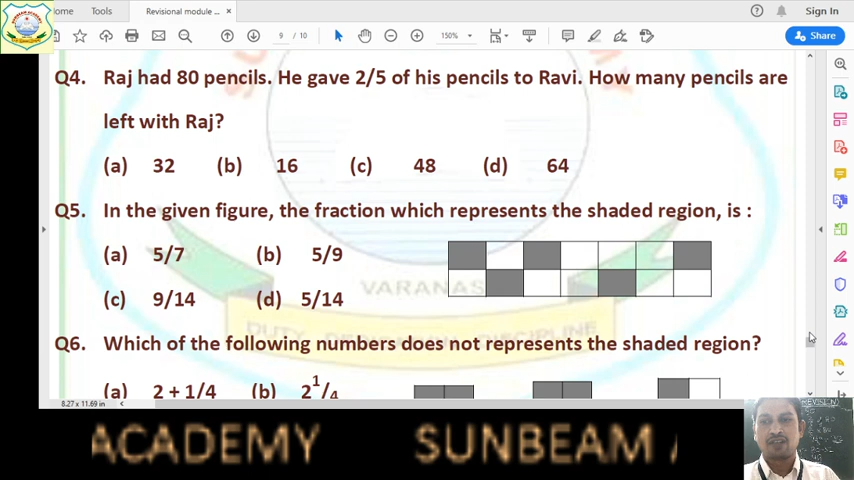 ome Tools Revisional module ... × Sign In
9 / 10 150% Share
Q4. Raj had 80 pencils. He gave 2/5 of his pencils to Ravi. How many pencils are
left with Raj?
(a) 32 (b) 16 (c) 48 (d) 64
Q5. In the given figure, the fraction which represents the shaded region, is :
(a) 5/7 (b) 5/9
(c) 9/14 (d) 5/14
VARANAS
Q6. Which of the following numbers does not represents the shaded region?
(a) 2 + 1/4 (b) 2 1/4
8.27 x 11.69 in
ACADEMY SUNBEAM A